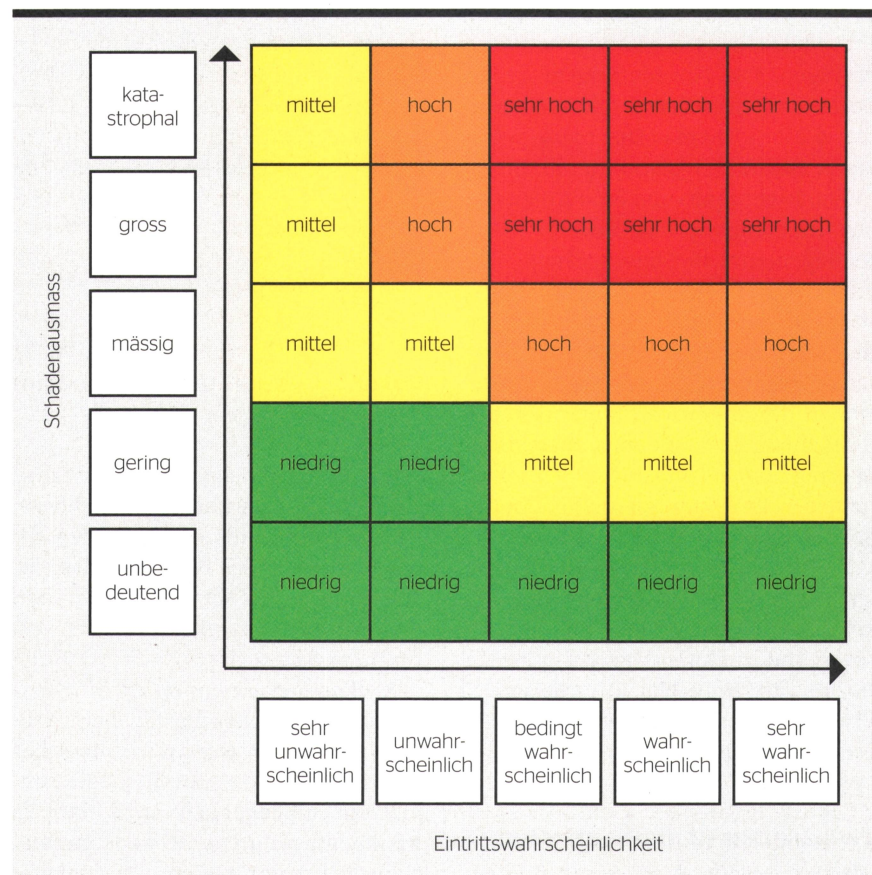 kata-
strophal
mittel
hoch
sehr hoch
sehr hoch
sehr hoch
gross
mittel
hoch
sehr hoch
sehr hoch
sehr hoch
Schadenausmass
mässig
mittel
mittel
hoch
hoch
hoch
gering
niedrig
niedrig
mittel
mittel
mittel
unbe-
deutend
niedrig
niedrig
niedrig
niedrig
niedrig
sehr
unwahr-
scheinlich
unwahr-
scheinlich
bedingt
wahr-
scheinlich
wahr-
scheinlich
sehr
wahr-
scheinlich
Eintrittswahrscheinlichkeit